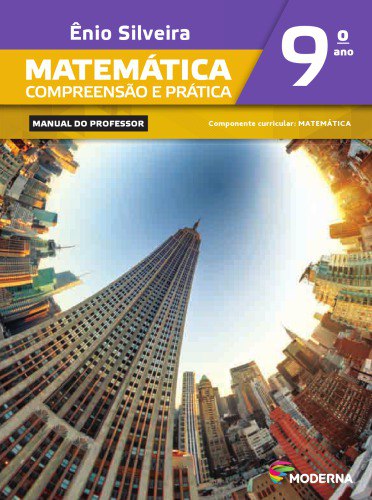 Ênio Silveira
MATEMÁTICA
COMPREENSÃO E PRÁTICA
9º
ano
MANUAL DO PROFESSOR
Componente curricular: MATEMÁTICA
MODERNA